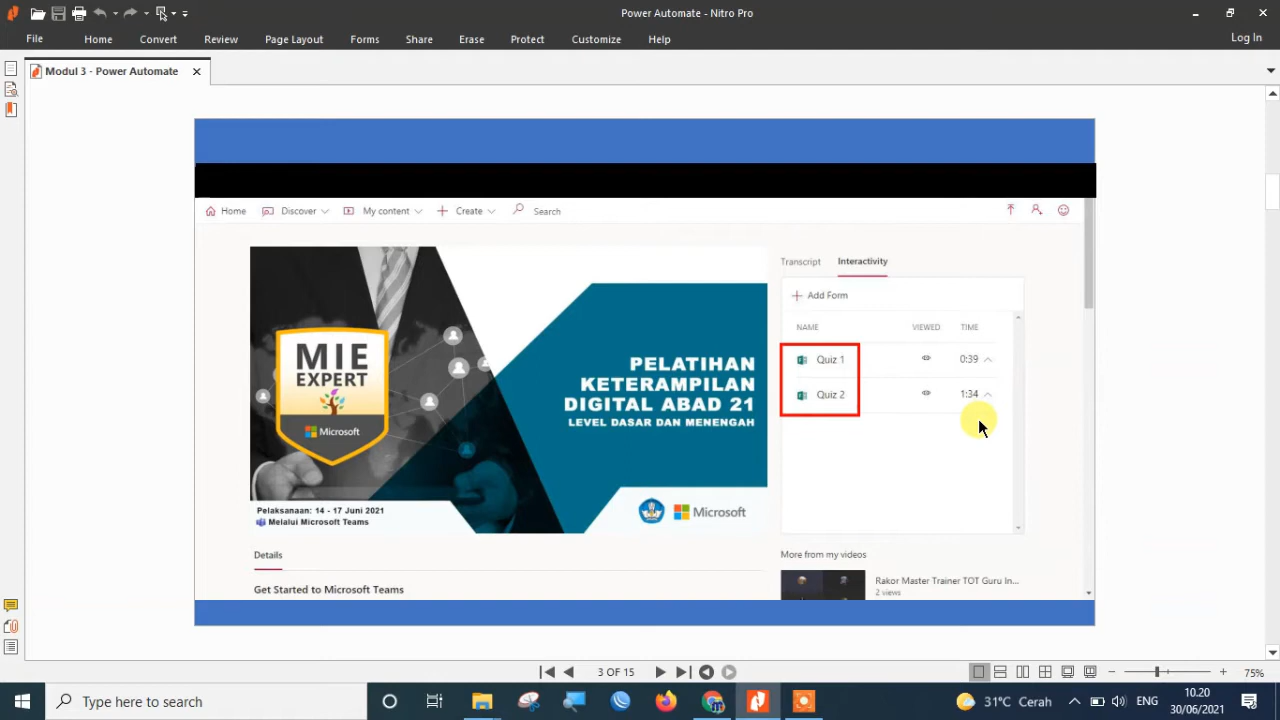 Power Automate - Nitro Pro
File Home Convert Review Page Layout Forms Share Erase Protect Customize Help Log In
Modul 3 - Power Automate
Home Discover My content Create Search
MIE
EXPERT
Microsoft
PELATIHAN
KETERAMPILAN
DIGITAL ABAD 21
LEVEL DASAR DAN MENENGAH
Pelaksanaan: 14 - 17 Juni 2021
Melalui Microsoft Teams
Microsoft
Transcript Interactivity
Add Form
NAME VIEWED TIME
Quiz 1 0:39
Quiz 2 1:34
Details
Get Started to Microsoft Teams
More from my videos
Rakor Master Trainer TOT Guru In...
2 views
3 OF 15
75%
Type here to search
31°C Cerah
ENG
10.20
30/06/2021